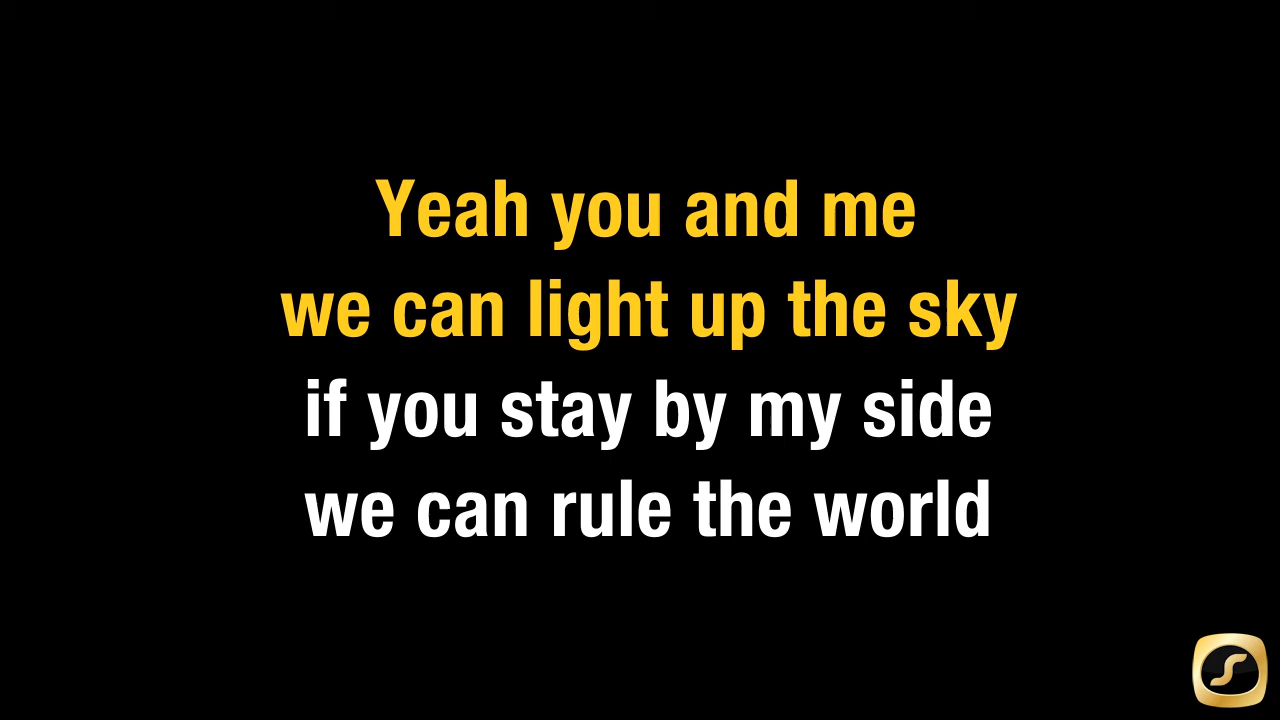 Yeah you and me
we can light up the sky
if you stay by my side
we can rule the world